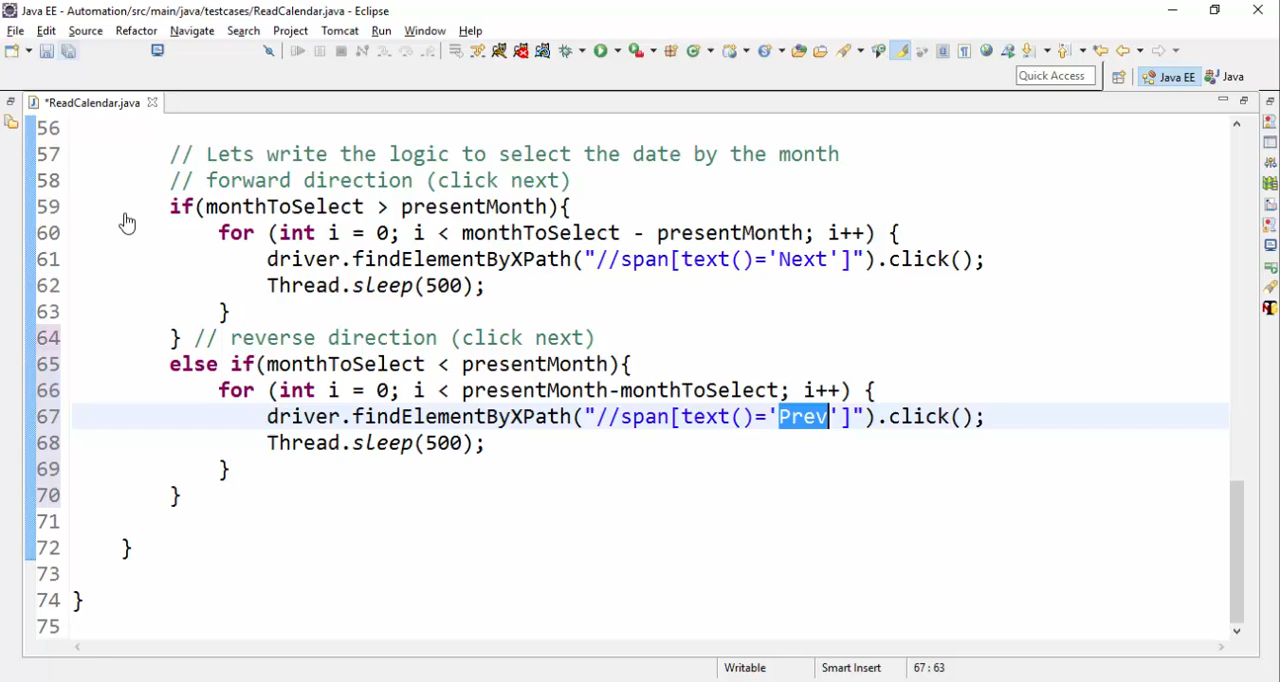 Java EE - Automation/src/main/java/testcases/ReadCalendar.java - Eclipse
File Edit Source Refactor Navigate Search Project Tomcat Run Window Help
Quick Access Java EE Java
*ReadCalendar.java
56
57 // Lets write the logic to select the date by the month
58 // forward direction (click next)
59 if(monthToSelect > presentMonth){
60 for (int i = 0; i < monthToSelect - presentMonth; i++) {
61 driver.findElementByXPath("//span[text()='Next']").click();
62 Thread.sleep(500);
63 }
64 } // reverse direction (click next)
65 else if(monthToSelect < presentMonth){
66 for (int i = 0; i < presentMonth-monthToSelect; i++) {
67 driver.findElementByXPath("//span[text()='Prev']").click();
68 Thread.sleep(500);
69 }
70 }
71
72 }
73
74 }
75
Writable Smart Insert 67 : 63